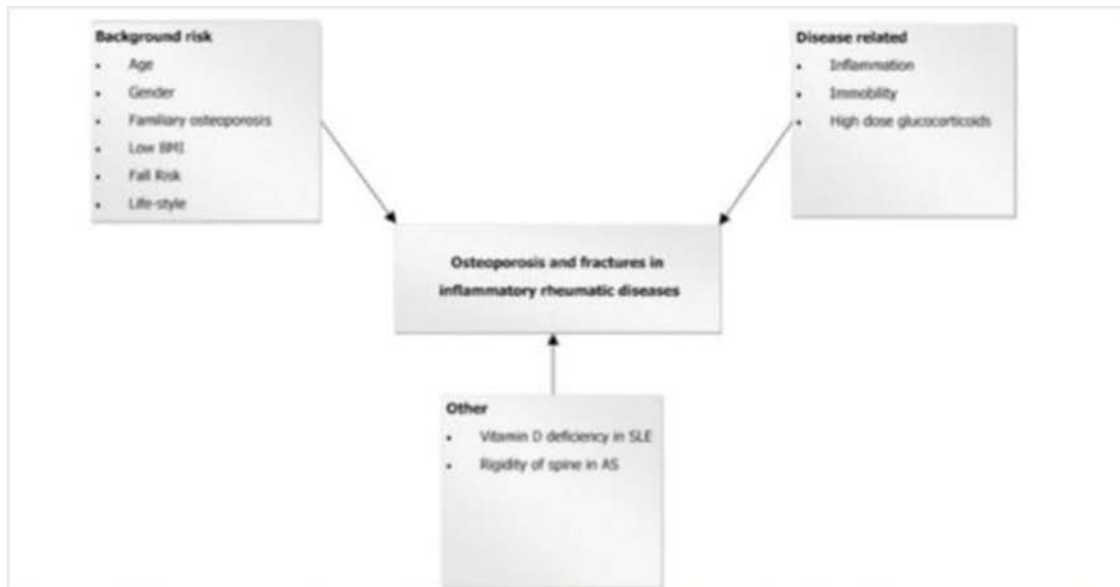 Background risk
• Age
• Gender
• Familiary osteoporosis
• Low BMI
• Fall Risk
• Life-style
Disease related
• Inflammation
• Immobility
• High dose glucocorticoids
Osteoporosis and fractures in
inflammatory rheumatic diseases
Other
• Vitamin D deficiency in SLE
• Rigidity of spine in AS